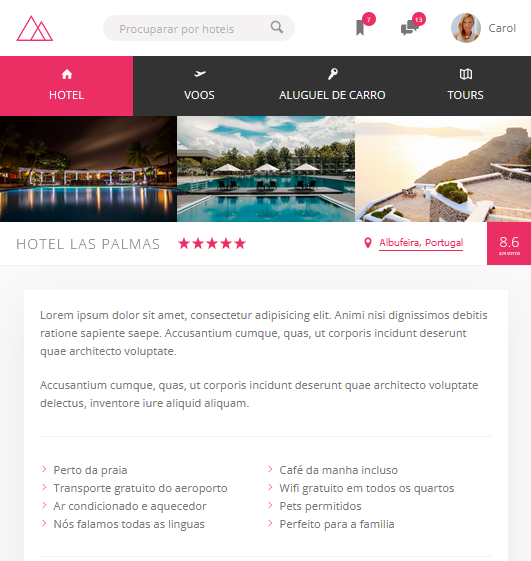 Procuparar por hoteis
7
13
Carol
HOTEL
VOOS
ALUGUEL DE CARRO
TOURS
HOTEL LAS PALMAS
Albufeira, Portugal
8.6
Lorem ipsum dolor sit amet, consectetur adipisicing elit. Animi nisi dignissimos debitis
ratione sapiente saepe. Accusantium cumque, quas, ut corporis incidunt deserunt
quae architecto voluptate.
Accusantium cumque, quas, ut corporis incidunt deserunt quae architecto voluptate
delectus, inventore iure aliquid aliquam.
Perto da praia
Transporte gratuito do aeroporto
Ar condicionado e aquecedor
Nós falamos todas as linguas
Café da manha incluso
Wifi gratuito em todos os quartos
Pets permitidos
Perfeito para a familia